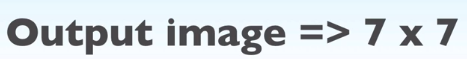 Output image => 7 x 7